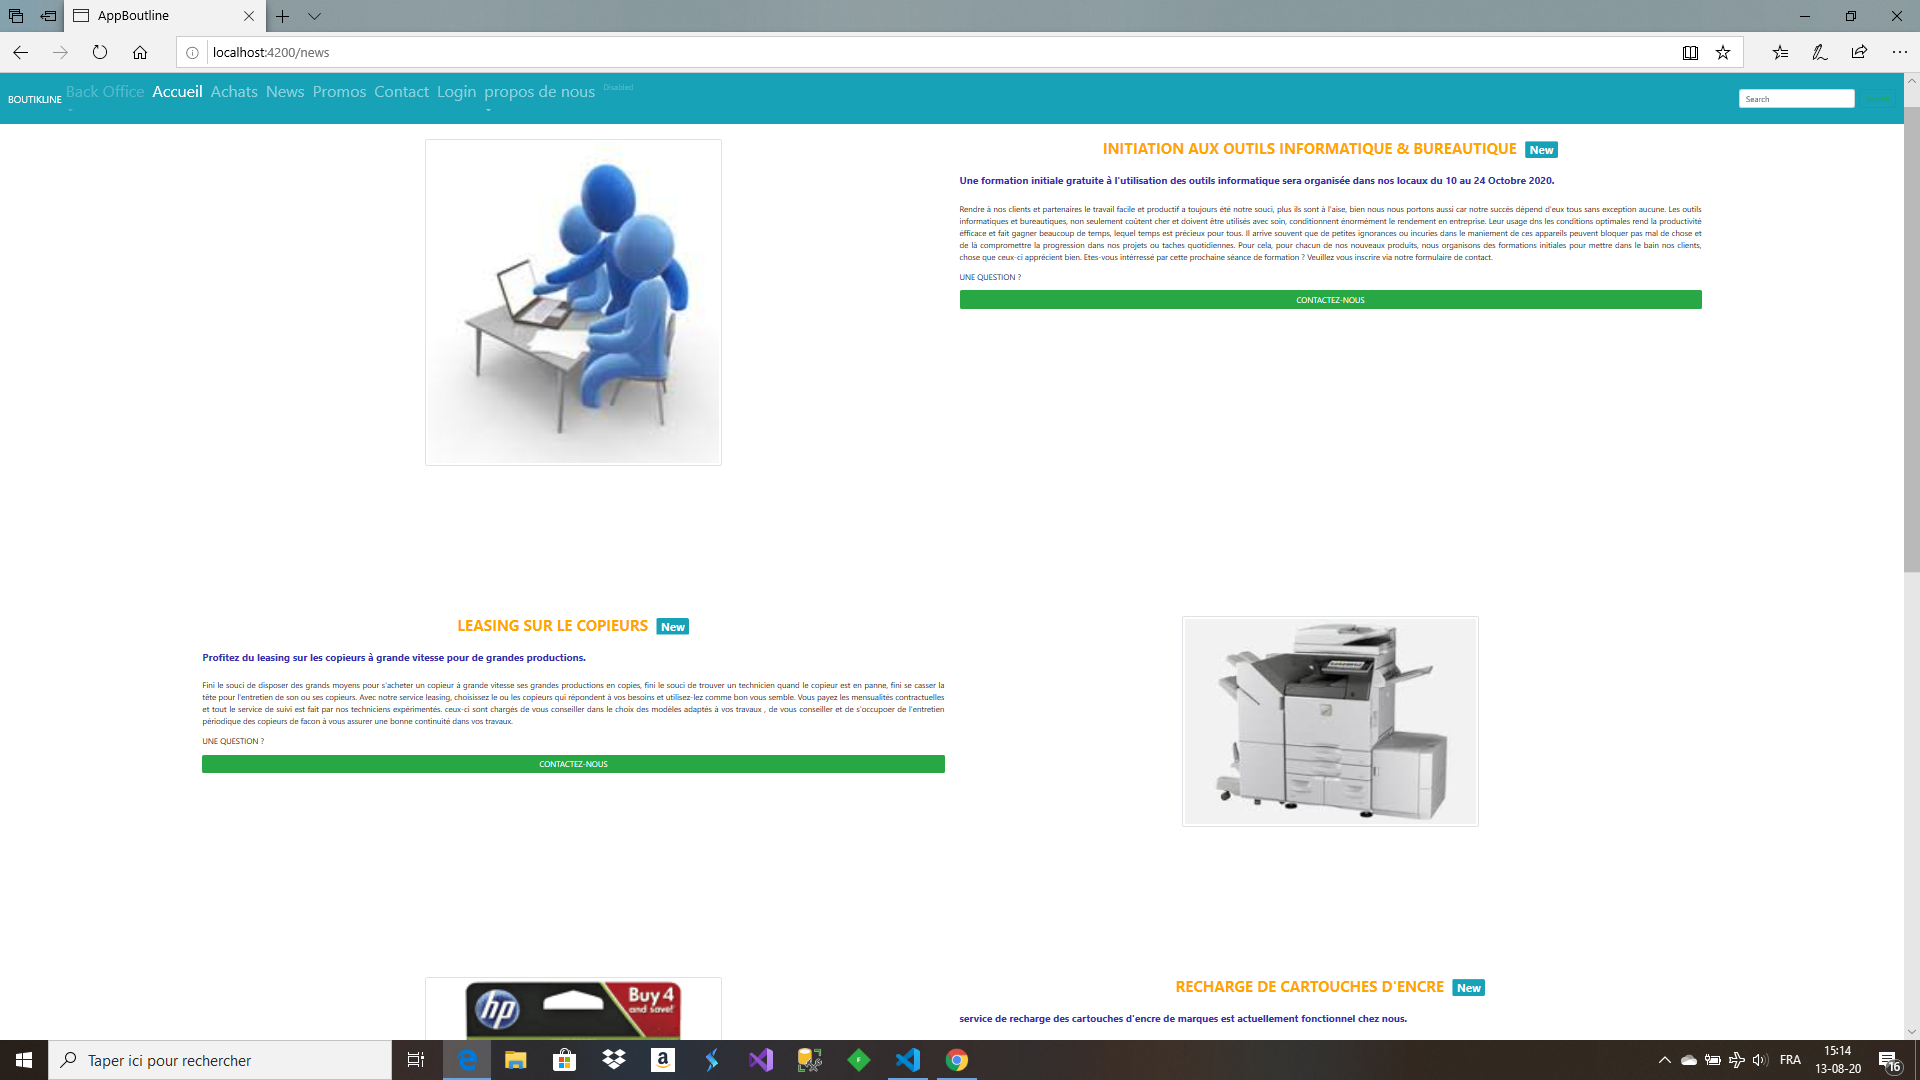 AppBoutline
localhost:4200/news
BOUTIKLINE Back Office Accueil Achats News Promos Contact Login propos de nous Disabled
Search
INITIATION AUX OUTILS INFORMATIQUE & BUREAUTIQUE New
Une formation initiale gratuite à l'utilisation des outils informatique sera organisée dans nos locaux du 10 au 24 Octobre 2020.
Rendre à nos clients et partenaires le travail facile et productif a toujours été notre souci, plus ils sont à l'aise, bien nous nous portons aussi car notre succès dépend d'eux tous sans exception aucune. Les outils
informatiques et bureautiques, non seulement coûtent cher et doivent être utilisés avec soin, conditionnent énormément le rendement en entreprise. Leur usage dns les conditions optimales rend la productivité
éfficace et fait gagner beaucoup de temps, lequel temps est précieux pour tous. Il arrive souvent que de petites ignorances ou incuries dans le maniement de ces appareils peuvent bloquer pas mal de chose et
de là compromettre la progression dans nos projets ou taches quotidiennes. Pour cela, pour chacun de nos nouveaux produits, nous organisons des formations initiales pour mettre dans le bain nos clients,
chose que ceux-ci apprécient bien. Etes-vous intérressé par cette prochaine séance de formation ? Veuillez vous inscrire via notre formulaire de contact.
UNE QUESTION ?
CONTACTEZ-NOUS
LEASING SUR LE COPIEURS New
Profitez du leasing sur les copieurs à grande vitesse pour de grandes productions.
Fini le souci de disposer des grands moyens pour s'acheter un copieur à grande vitesse ses grandes productions en copies, fini le souci de trouver un technicien quand le copieur est en panne, fini se casser la
tête pour l'entretien de son ou ses copieurs. Avec notre service leasing, choisissez le ou les copieurs qui répondent à vos besoins et utilisez-lez comme bon vous semble. Vous payez les mensualités contractuelles
et tout le service de suivi est fait par nos techniciens expérimentés. ceux-ci sont chargés de vous conseiller dans le choix des modèles adaptés à vos travaux , de vous conseiller et de s'occupoer de l'entretien
périodique des copieurs de facon à vous assurer une bonne continuité dans vos travaux.
UNE QUESTION ?
CONTACTEZ-NOUS
hp
Buy 4
and save!
RECHARGE DE CARTOUCHES D'ENCRE New
service de recharge des cartouches d'encre de marques est actuellement fonctionnel chez nous.
Taper ici pour rechercher
FRA
15:14
13-08-20
16